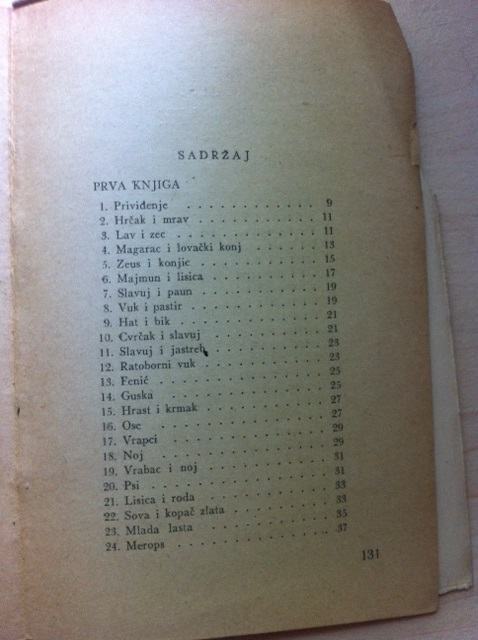 SADRŽAJ
PRVA KNJIGA
1. Priviđenje . . . . . . . . . . . . 9
2. Hrčak i mrav . . . . . . . . . . . 11
3. Lav i zec . . . . . . . . . . . . 11
4. Magarac i lovački konj . . . . . . 13
5. Zeus i konjic . . . . . . . . . . 15
6. Majmun i lisica . . . . . . . . . 17
7. Slavuj i paun . . . . . . . . . . 19
8. Vuk i pastir . . . . . . . . . . . 19
9. Hat i bik . . . . . . . . . . . . 21
10. Cvrčak i slavuj . . . . . . . . . 21
11. Slavuj i jastreb . . . . . . . . . 23
12. Ratoborni vuk . . . . . . . . . . 23
13. Fenić . . . . . . . . . . . . . . 25
14. Guska . . . . . . . . . . . . . . 25
15. Hrast i krmak . . . . . . . . . . 27
16. Ose . . . . . . . . . . . . . . . 27
17. Vrapci . . . . . . . . . . . . . . 29
18. Noj . . . . . . . . . . . . . . . 29
19. Vrabac i noj . . . . . . . . . . . 31
20. Psi . . . . . . . . . . . . . . . 31
21. Lisica i roda . . . . . . . . . . 33
22. Sova i kopač zlata . . . . . . . . 33
23. Mlada lasta . . . . . . . . . . . 35
24. Merops . . . . . . . . . . . . . . 37
131